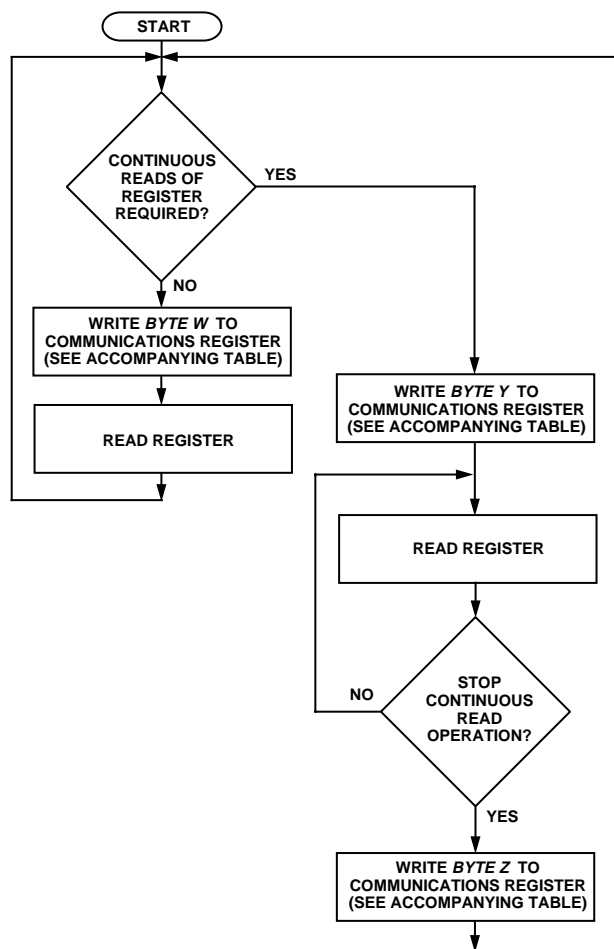 START
CONTINUOUS
READS OF
REGISTER
REQUIRED?
YES
NO
WRITE BYTE W TO
COMMUNICATIONS REGISTER
(SEE ACCOMPANYING TABLE)
READ REGISTER
WRITE BYTE Y TO
COMMUNICATIONS REGISTER
(SEE ACCOMPANYING TABLE)
READ REGISTER
STOP
CONTINUOUS
READ
OPERATION?
NO
YES
WRITE BYTE Z TO
COMMUNICATIONS REGISTER
(SEE ACCOMPANYING TABLE)